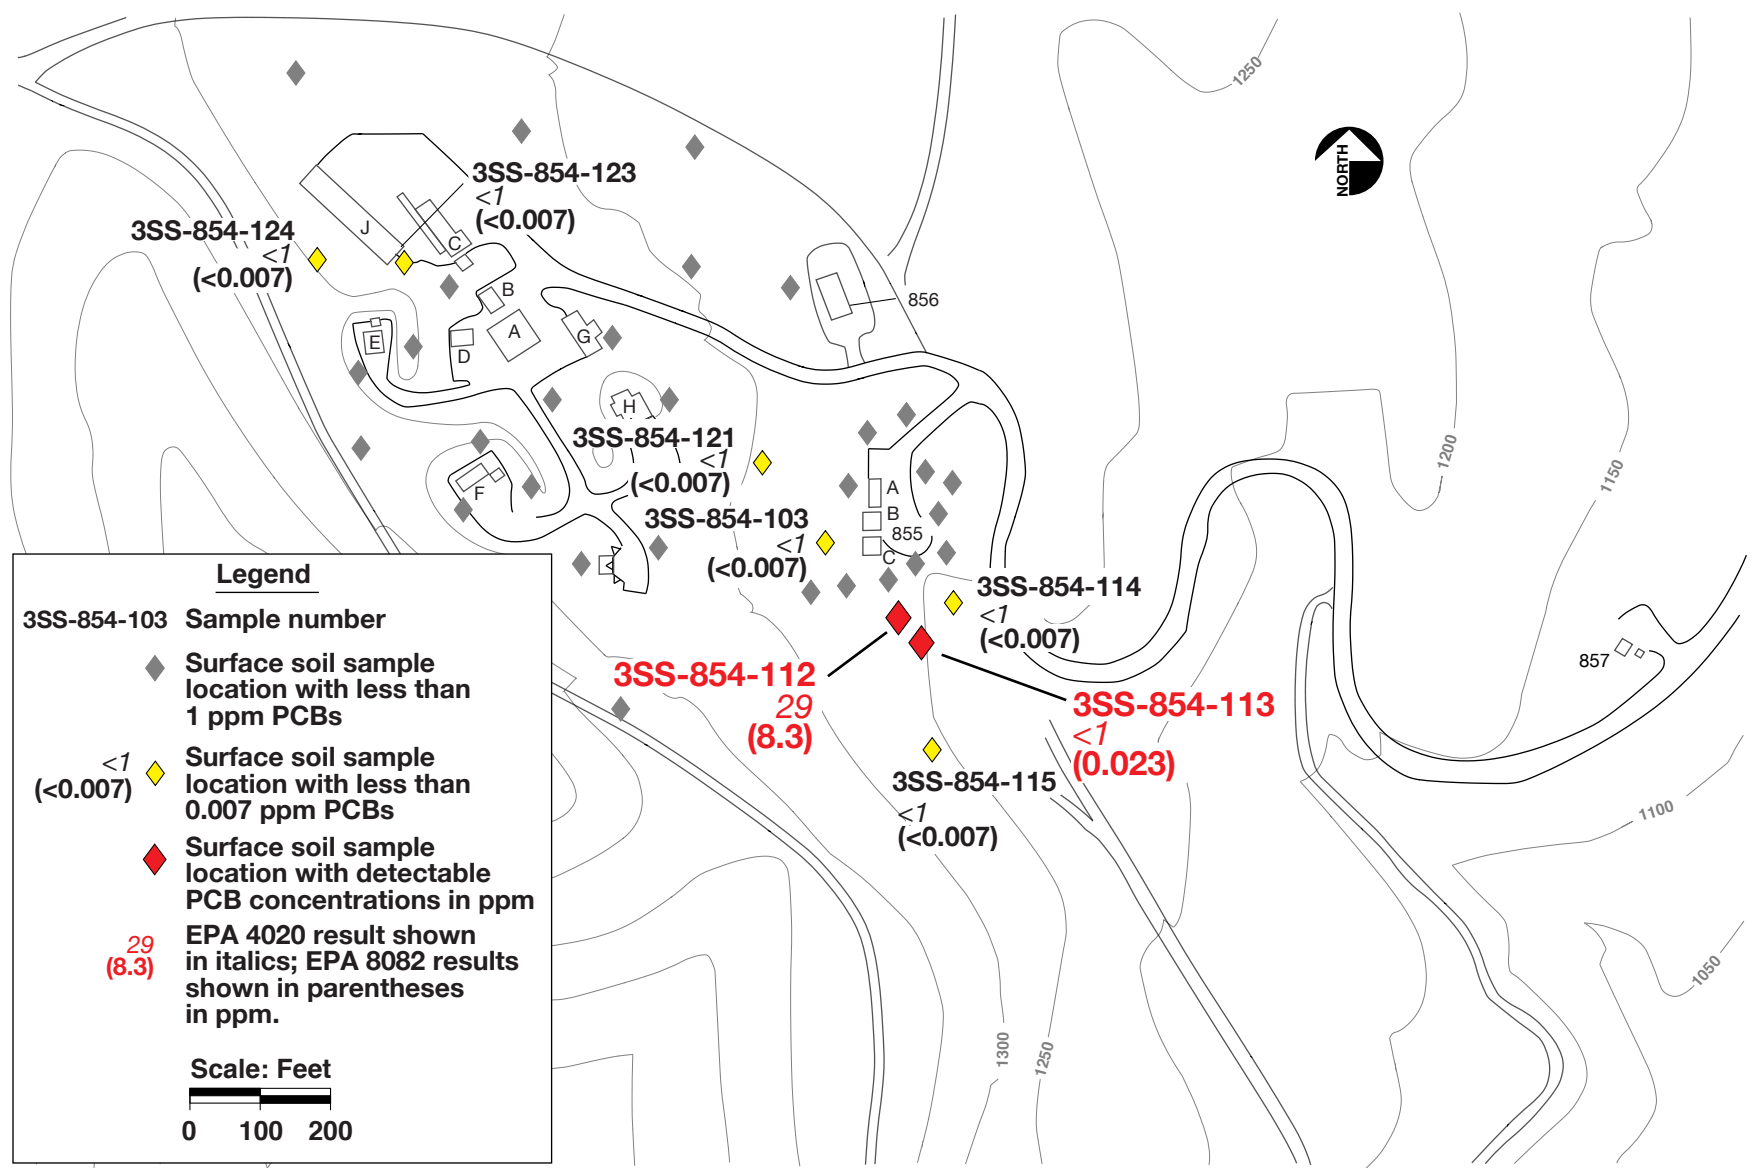 1250
NORTH
3SS-854-123
<1
(<0.007)
J
C
3SS-854-124
<1
(<0.007)
B
A
G
D
E
856
H
3SS-854-121
<1
(<0.007)
F
3SS-854-103
<1
(<0.007)
A
B
855
C
1200
1150
3SS-854-114
<1
(<0.007)
857
3SS-854-112
29
(8.3)
3SS-854-113
<1
(0.023)
3SS-854-115
<1
(<0.007)
1100
1050
1300
1250
Legend
3SS-854-103 Sample number
Surface soil sample
location with less than
1 ppm PCBs
<1
(<0.007)
Surface soil sample
location with less than
0.007 ppm PCBs
Surface soil sample
location with detectable
PCB concentrations in ppm
29
(8.3)
EPA 4020 result shown
in italics; EPA 8082 results
shown in parentheses
in ppm.
Scale: Feet
0 100 200